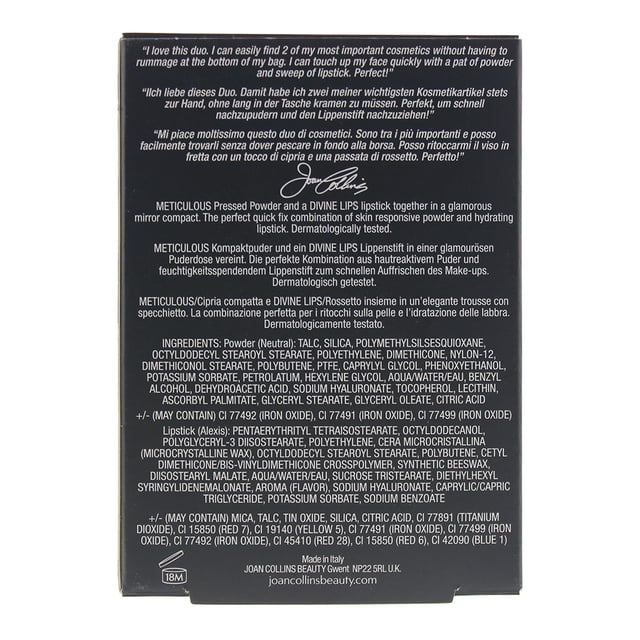 "I love this duo. I can easily find 2 of my most important cosmetics without having to
rummage at the bottom of my bag. I can touch up my face quickly with a pat of powder
and sweep of lipstick. Perfect!"
"IIch liebe dieses Duo. Damit habe ich zwei meiner wichtigsten Kosmetikartikel stets
zur Hand, ohne lang in der Tasche kramen zu müssen. Perfekt, um schnell
nachzupudern und den Lippenstift nachzuziehen!"
"Mi piace moltissimo questo duo di cosmetici. Sono tra i più importanti e posso
facilmente trovarli senza dover pescare in fondo alla borsa. Posso ritoccarmi il viso in
fretta con un tocco di cipria e una passata di rossetto. Perfetto!"
Joan Collins
METICULOUS Pressed Powder and a DIVINE LIPS lipstick together in a glamorous
mirror compact. The perfect quick fix combination of skin responsive powder and hydrating
lipstick. Dermatologically tested.
METICULOUS Kompaktpuder und ein DIVINE LIPS Lippenstift in einer glamourösen
Puderdose vereint. Die perfekte Kombination aus hautreaktivem Puder und
feuchtigkeitsspendendem Lippenstift zum schnellen Auffrischen des Make-ups.
Dermatologisch getestet.
METICULOUS/Cipria compatta e DIVINE LIPS/Rossetto insieme in un'elegante trousse con
specchietto. La combinazione perfetta per i ritocchi sulla pelle e l'idratazione delle labbra.
Dermatologicamente testato.
INGREDIENTS: Powder (Neutral): TALC, SILICA, POLYMETHYLSILSESQUIOXANE,
OCTYLDODECYL STEAROYL STEARATE, POLYETHYLENE, DIMETHICONE, NYLON-12,
DIMETHICONOL STEARATE, POLYBUTENE, PTFE, CAPRYLYL GLYCOL, PHENOXYETHANOL,
POTASSIUM SORBATE, PETROLATUM, HEXYLENE GLYCOL, AQUA/WATER/EAU, BENZYL
ALCOHOL, DEHYDROACETIC ACID, SODIUM HYALURONATE, TOCOPHEROL, LECITHIN,
ASCORBYL PALMITATE, GLYCERYL STEARATE, GLYCERYL OLEATE, CITRIC ACID
+/- (MAY CONTAIN) CI 77492 (IRON OXIDE), CI 77491 (IRON OXIDE), CI 77499 (IRON OXIDE)
Lipstick (Alexis): PENTAERYTHRITYL TETRAISOSTEARATE, OCTYLDODECANOL,
POLYGLYCERYL-3 DIISOSTEARATE, POLYETHYLENE, CERA MICROCRISTALLINA
(MICROCRYSTALLINE WAX), OCTYLDODECYL STEAROYL STEARATE, POLYBUTENE, CETYL
DIMETHICONE/BIS-VINYLDIMETHICONE CROSSPOLYMER, SYNTHETIC BEESWAX,
DIISOSTEARYL MALATE, AQUA/WATER/EAU, SUCROSE TRISTEARATE, DIETHYLHEXYL
SYRINGYLIDENEMALONATE, AROMA (FLAVOR), SODIUM HYALURONATE, CAPRYLIC/CAPRIC
TRIGLYCERIDE, POTASSIUM SORBATE, SODIUM BENZOATE
+/- (MAY CONTAIN) MICA, TALC, TIN OXIDE, SILICA, CITRIC ACID, CI 77891 (TITANIUM
DIOXIDE), CI 15850 (RED 7), CI 19140 (YELLOW 5), CI 77491 (IRON OXIDE), CI 77499 (IRON
OXIDE), CI 77492 (IRON OXIDE), CI 45410 (RED 28), CI 15850 (RED 6), CI 42090 (BLUE 1)
18M
Made in Italy
JOAN COLLINS BEAUTY Gwent NP22 5RL U.K.
joancollinsbeauty.com